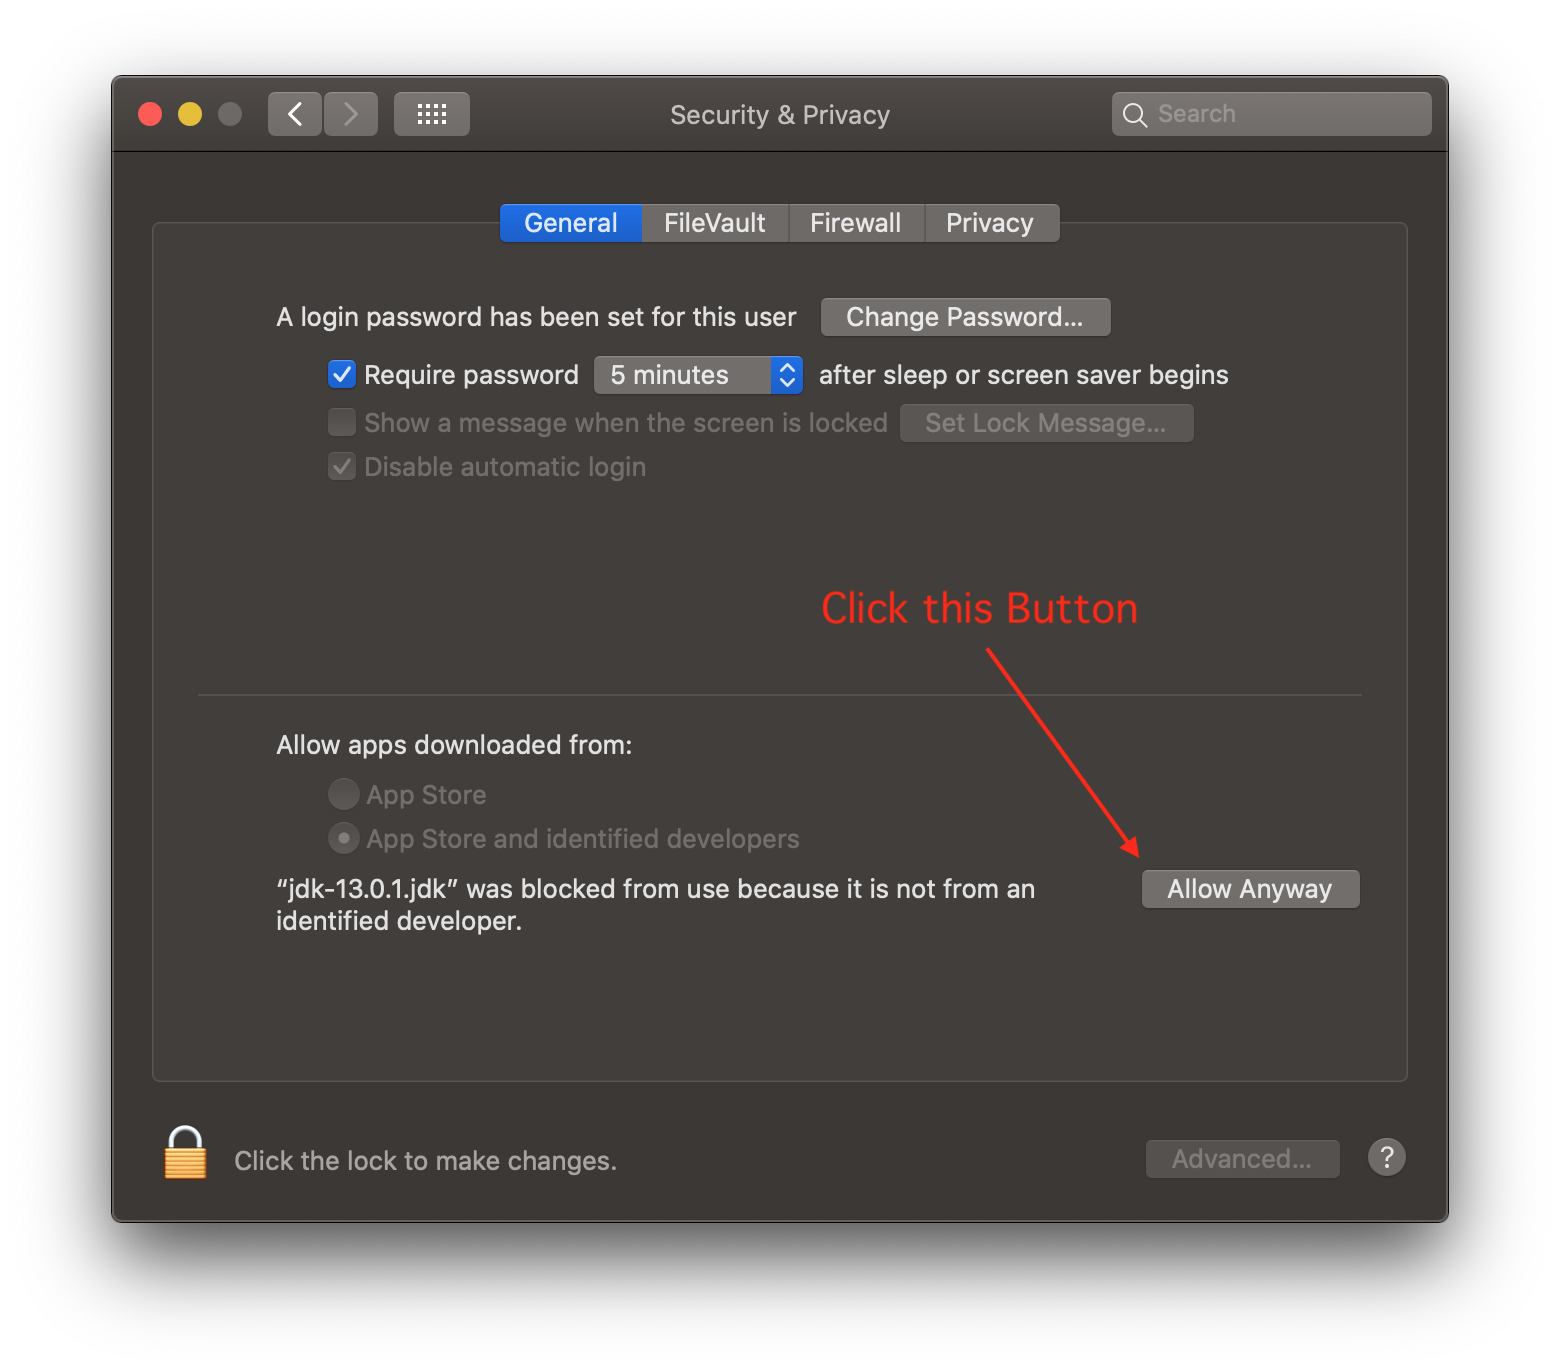 Security & Privacy
Search
General FileVault Firewall Privacy
A login password has been set for this user Change Password...
Require password 5 minutes after sleep or screen saver begins
Show a message when the screen is locked Set Lock Message...
Disable automatic login
Click this Button
Allow apps downloaded from:
App Store
App Store and identified developers
“jdk-13.0.1.jdk” was blocked from use because it is not from an Allow Anyway
identified developer.
Click the lock to make changes. Advanced... ?